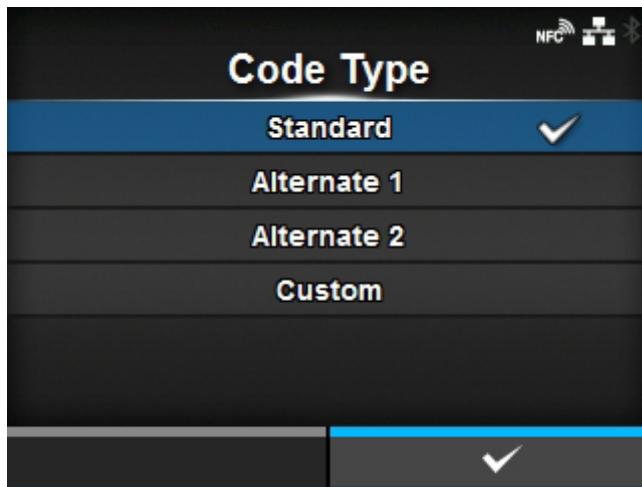 NFC
Code Type
Standard
Alternate 1
Alternate 2
Custom